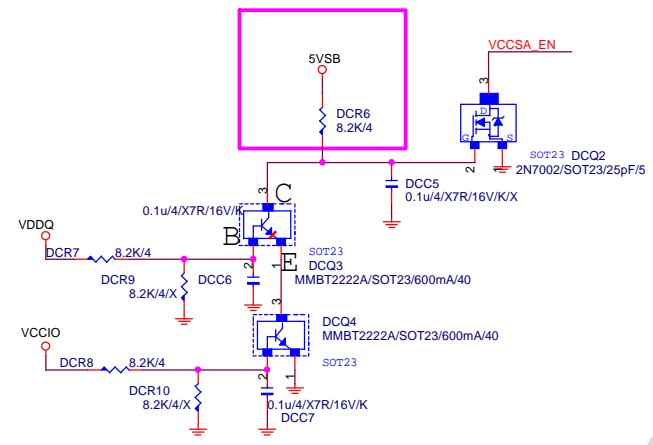 VCCSA_EN
5VSB
DCR6
8.2K/4
3
D
G
S
2
1
SOT23 DCQ2
2N7002/SOT23/25pF/5
DCC5
0.1u/4/X7R/16V/K/X
3
C
0.1u/4/X7R/16V/K
B
VDDQ
DCR7
8.2K/4
SOT23
2
1
E
DCQ3
MMBT2222A/SOT23/600mA/40
DCR9
8.2K/4/X
DCC6
3
DCQ4
MMBT2222A/SOT23/600mA/40
VCCIO
DCR8
8.2K/4
SOT23
2
1
DCR10
8.2K/4/X
0.1u/4/X7R/16V/K
DCC7